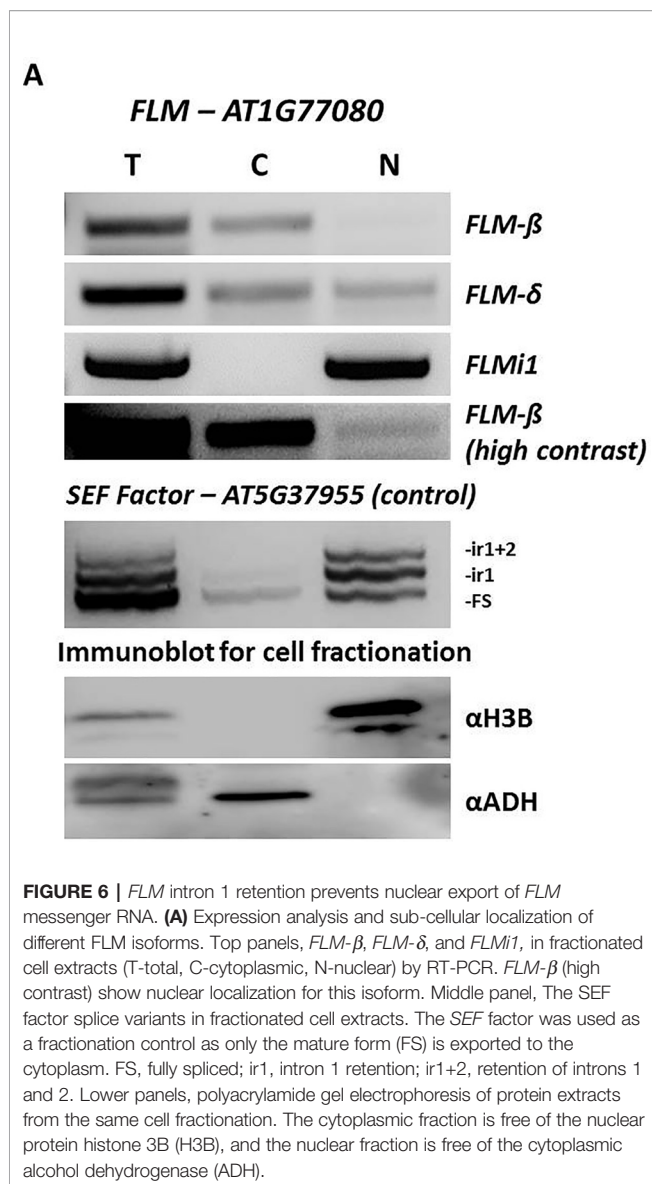 A
FLM – AT1G77080
T C N
FLM-ß
FLM-δ
FLMi1
FLM-ß
(high contrast)
SEF Factor – AT5G37955 (control)
-ir1+2
-ir1
-FS
Immunoblot for cell fractionation
αH3B
αADH
FIGURE 6 | FLM intron 1 retention prevents nuclear export of FLM
messenger RNA. (A) Expression analysis and sub-cellular localization of
different FLM isoforms. Top panels, FLM-β, FLM-δ, and FLMi1, in fractionated
cell extracts (T-total, C-cytoplasmic, N-nuclear) by RT-PCR. FLM-β (high
contrast) show nuclear localization for this isoform. Middle panel, The SEF
factor splice variants in fractionated cell extracts. The SEF factor was used as
a fractionation control as only the mature form (FS) is exported to the
cytoplasm. FS, fully spliced; ir1, intron 1 retention; ir1+2, retention of introns 1
and 2. Lower panels, polyacrylamide gel electrophoresis of protein extracts
from the same cell fractionation. The cytoplasmic fraction is free of the nuclear
protein histone 3B (H3B), and the nuclear fraction is free of the cytoplasmic
alcohol dehydrogenase (ADH).